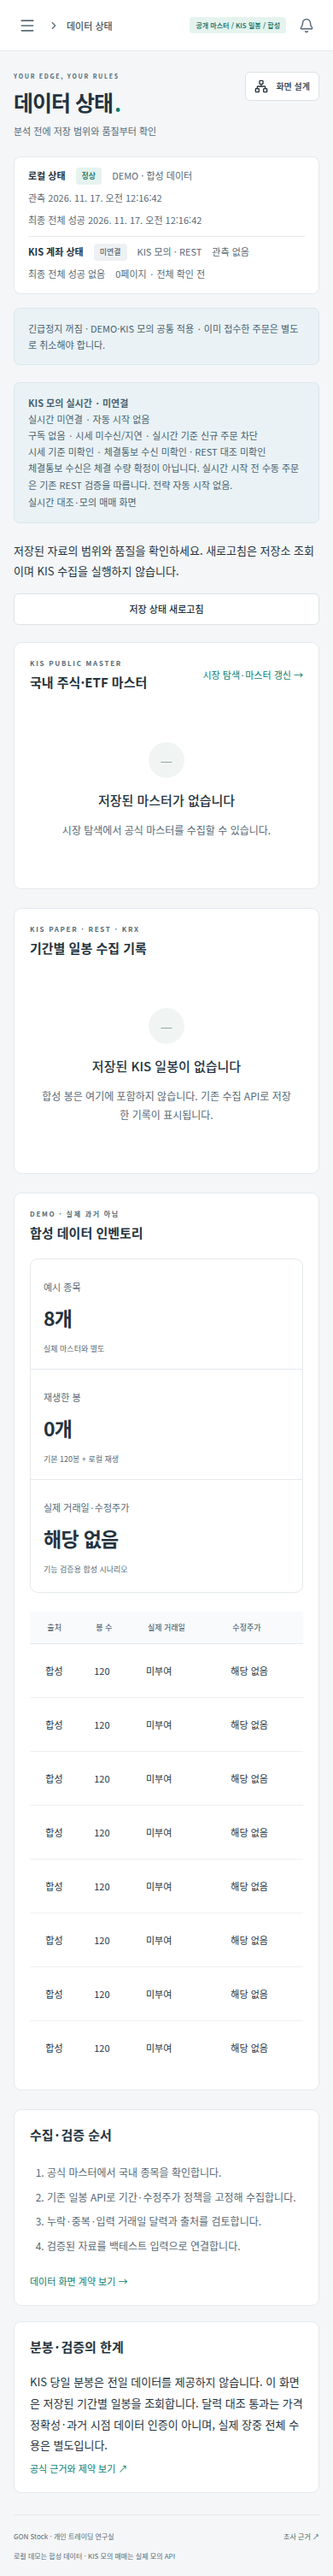 데이터 상태
공개 마스터 / KIS 일봉 / 합성
YOUR EDGE, YOUR RULES
데이터 상태.
화면 설계
분석 전에 저장 범위와 품질부터 확인
로컬 상태 정상 DEMO · 합성 데이터
관측 2026. 11. 17. 오전 12:16:42
최종 전체 성공 2026. 11. 17. 오전 12:16:42
KIS 계좌 상태 미연결 KIS 모의 · REST 관측 없음
최종 전체 성공 없음 0페이지 · 전체 확인 전
긴급정지 꺼짐 · DEMO·KIS 모의 공통 적용 · 이미 접수한 주문은 별도
로 취소해야 합니다.
KIS 모의 실시간 · 미연결
실시간 미연결 · 자동 시작 없음
구독 없음 · 시세 미수신/지연 · 실시간 기준 신규 주문 차단
시세 기준 미확인 · 체결통보 수신 미확인 · REST 대조 미확인
체결통보 수신은 체결 수량 확정이 아닙니다. 실시간 시작 전 수동 주문
은 기존 REST 검증을 따릅니다. 전략 자동 시작 없음.
실시간 대조·모의 매매 화면
저장된 자료의 범위와 품질을 확인하세요. 새로고침은 저장소 조회
이며 KIS 수집을 실행하지 않습니다.
저장 상태 새로고침
KIS PUBLIC MASTER
국내 주식·ETF 마스터
시장 탐색·마스터 갱신 →
—
저장된 마스터가 없습니다
시장 탐색에서 공식 마스터를 수집할 수 있습니다.
KIS PAPER · REST · KRX
기간별 일봉 수집 기록
—
저장된 KIS 일봉이 없습니다
합성 봉은 여기에 포함하지 않습니다. 기존 수집 API로 저장
한 기록이 표시됩니다.
DEMO · 실제 과거 아님
합성 데이터 인벤토리
예시 종목
8개
실제 마스터와 별도
재생한 봉
0개
기본 120봉 + 로컬 재생
실제 거래일·수정주가
해당 없음
기능 검증용 합성 시나리오
출처 봉 수 실제 거래일 수정주가
합성 120 미부여 해당 없음
합성 120 미부여 해당 없음
합성 120 미부여 해당 없음
합성 120 미부여 해당 없음
합성 120 미부여 해당 없음
합성 120 미부여 해당 없음
합성 120 미부여 해당 없음
합성 120 미부여 해당 없음
수집·검증 순서
1. 공식 마스터에서 국내 종목을 확인합니다.
2. 기존 일봉 API로 기간·수정주가 정책을 고정해 수집합니다.
3. 누락·중복·입력 거래일 달력과 출처를 검토합니다.
4. 검증된 자료를 백테스트 입력으로 연결합니다.
데이터 화면 계약 보기 →
분봉·검증의 한계
KIS 당일 분봉은 전일 데이터를 제공하지 않습니다. 이 화면
은 저장된 기간별 일봉을 조회합니다. 달력 대조 통과는 가격
정확성·과거 시점 데이터 인증이 아니며, 실제 장중 전체 수
용은 별도입니다.
공식 근거와 제약 보기 ↗
GON Stock · 개인 트레이딩 연구실
조사 근거 ↗
로컬 데모는 합성 데이터 · KIS 모의 매매는 실제 모의 API